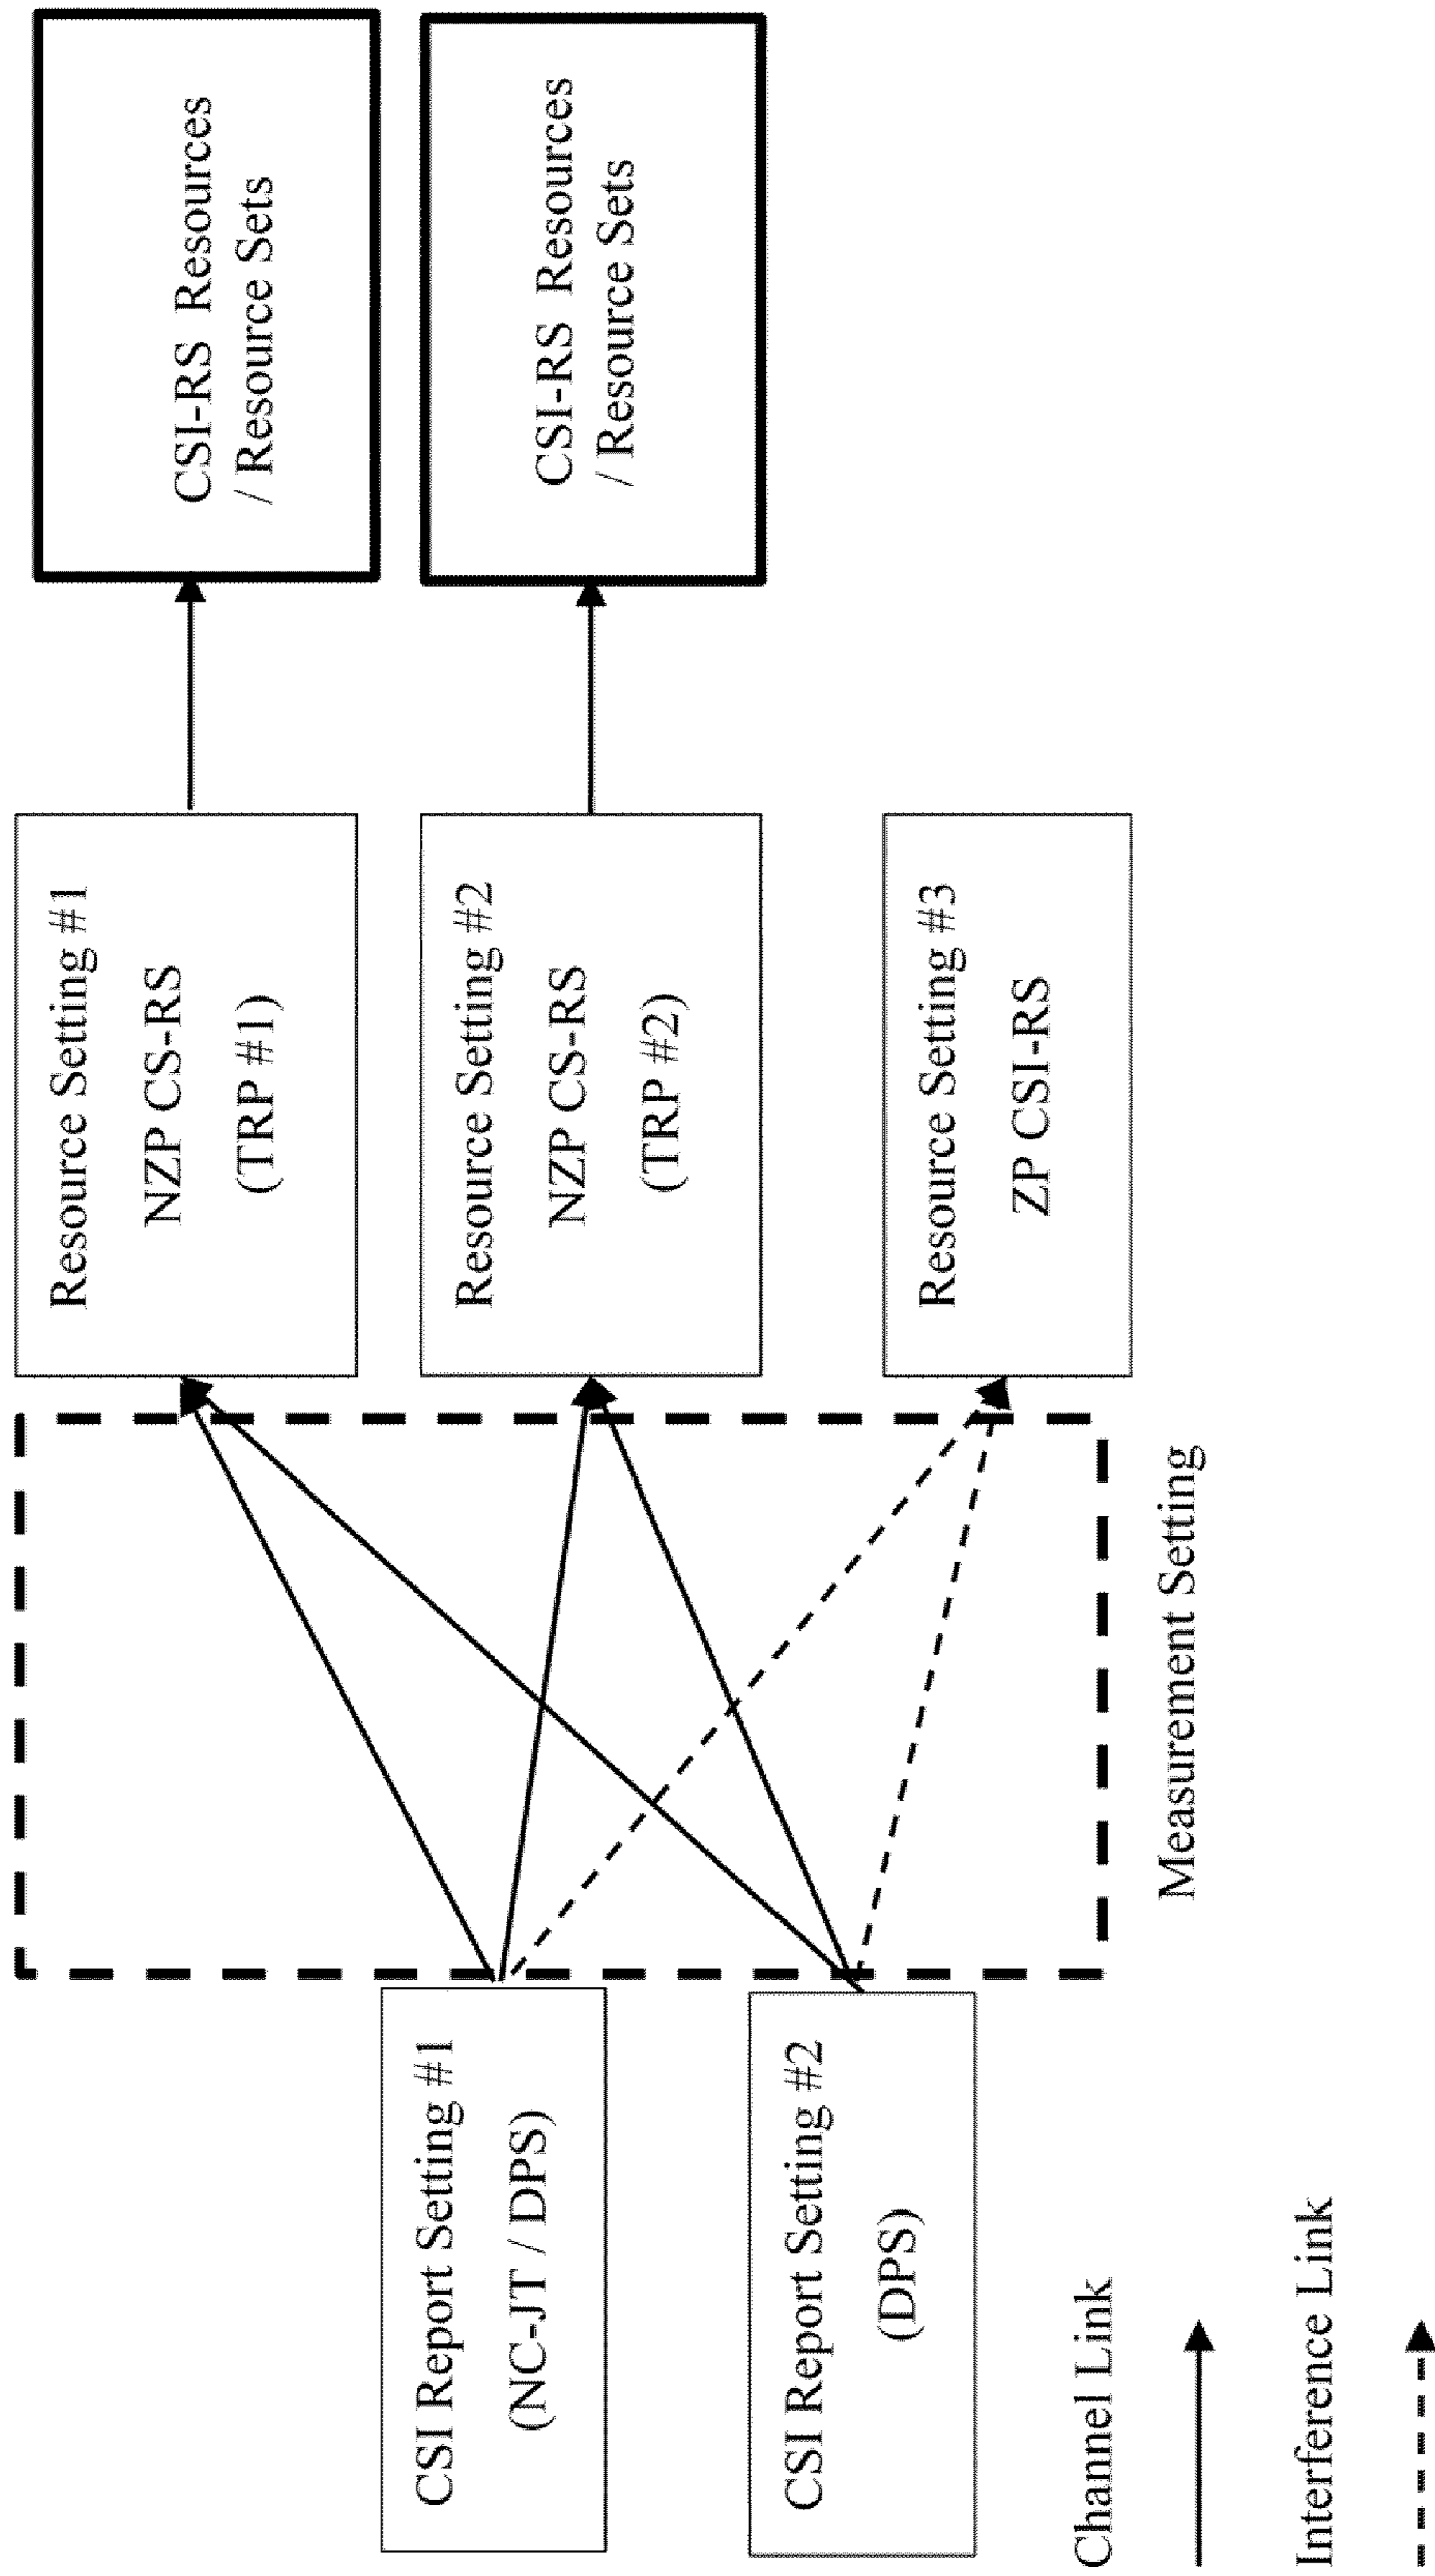 CSI Report Setting #1
(NC-JT / DPS)
CSI Report Setting #2
(DPS)
Channel Link
Interference Link
Measurement Setting
Resource Setting #1
NZP CS-RS
(TRP #1)
Resource Setting #2
NZP CS-RS
(TRP #2)
Resource Setting #3
ZP CSI-RS
CSI-RS Resources
/ Resource Sets
CSI-RS Resources
/ Resource Sets